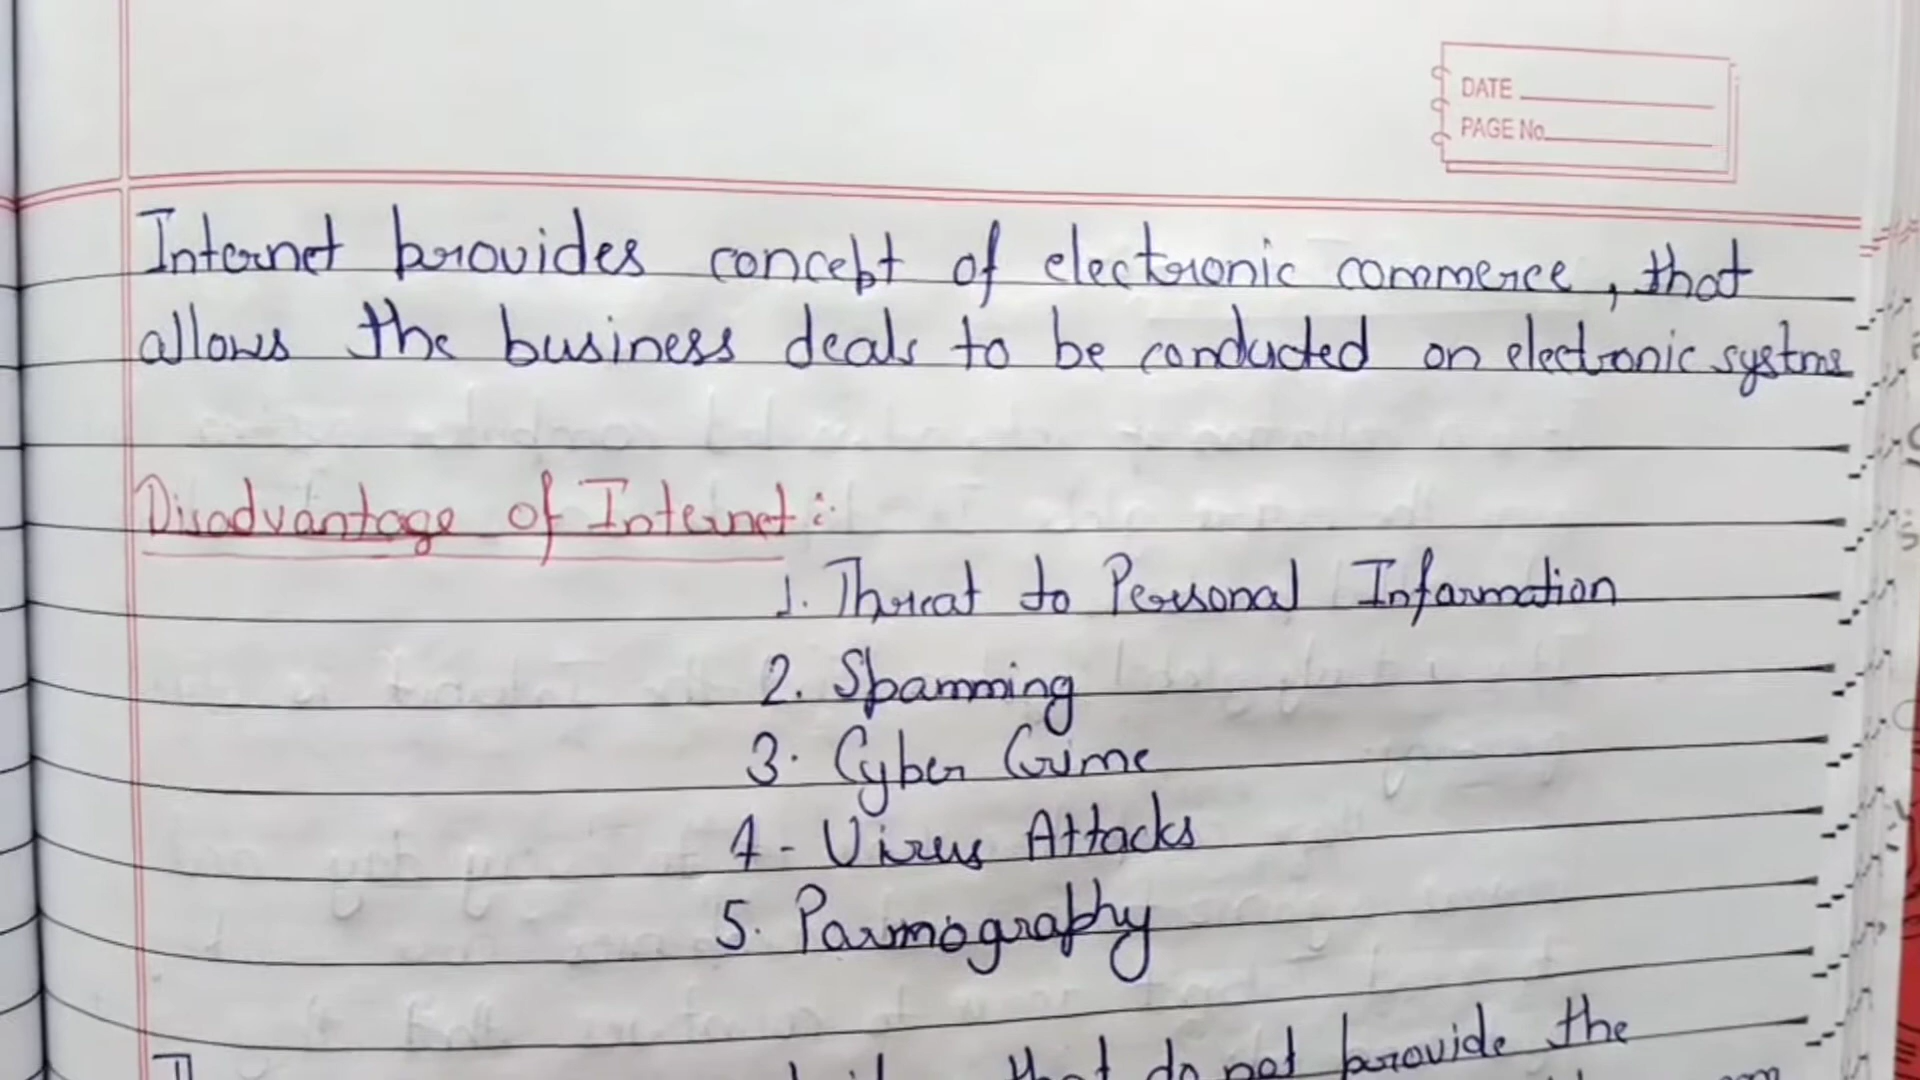 DATE
PAGE No.
Internet provides concept of electronic commerce, that
allows the business deals to be conducted on electronic systms
Disadvantage of Internet :
1. Threat to Personal Information
2. Spamming
3. Cyber Crime
4 - Virus Attacks
5. Parmography
that do not provide the